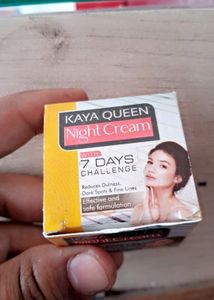 KAYA QUEEN
Night Cream
WITH
7 DAYS
CHALLENGE
Reduces Dulness,
Dark Spots & Fine Lines
Effective and
safe formulation
Night Cream